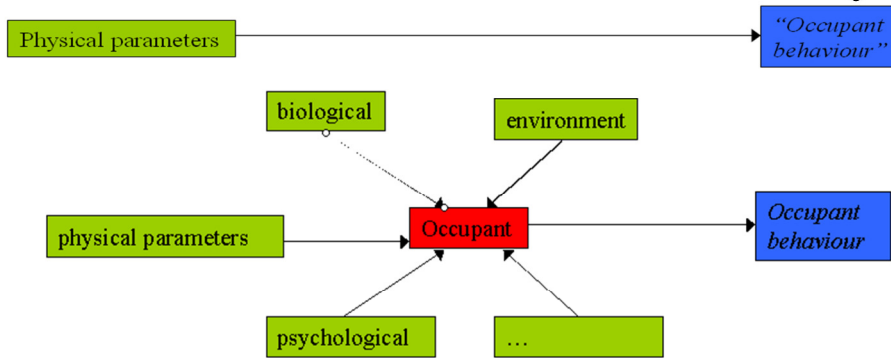 Physical parameters
“Occupant
behaviour”
biological
environment
physical parameters
Occupant
Occupant
behaviour
psychological
…